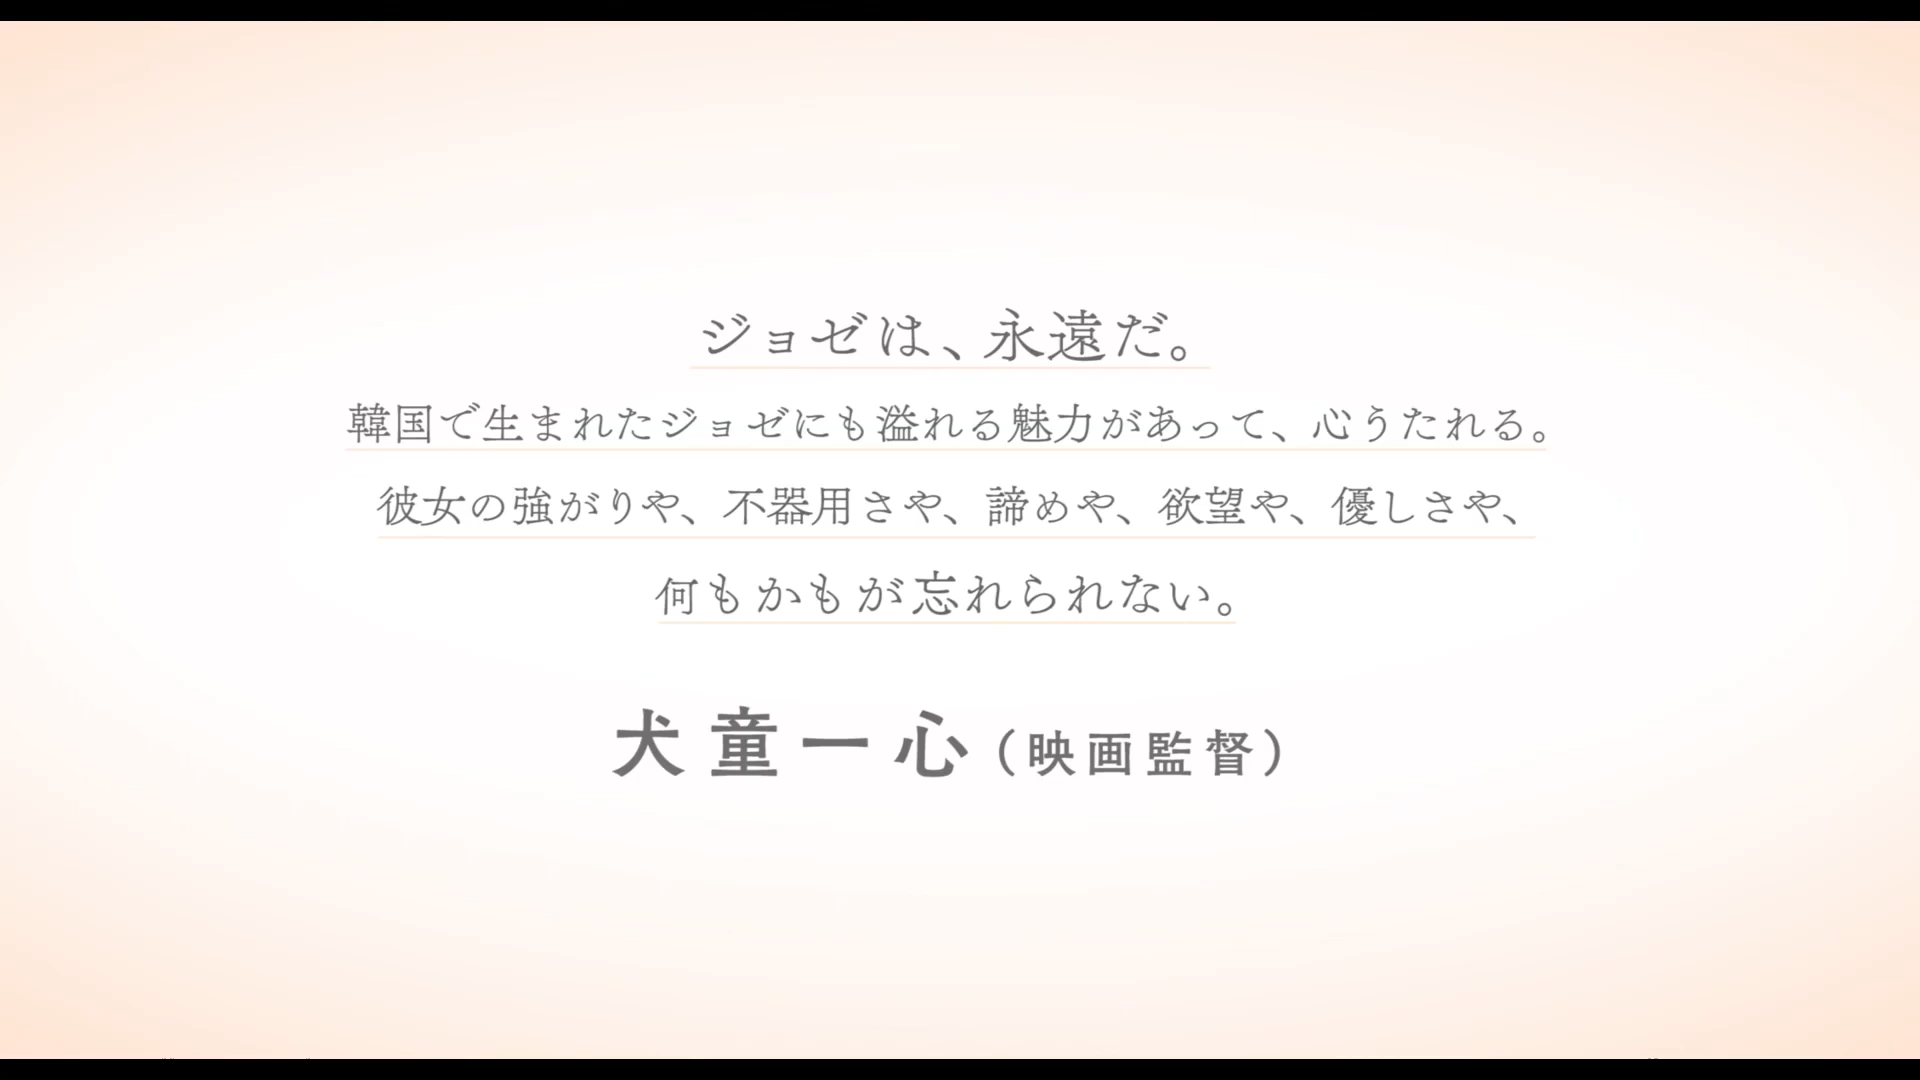 ジョゼは、永遠だ。
韓国で生まれたジョゼにも溢れる魅力があって、心うたれる。
彼女の強がりや、不器用さや、諦めや、欲望や、優しさや、
何もかもが忘れられない。
犬童一心（映画監督）